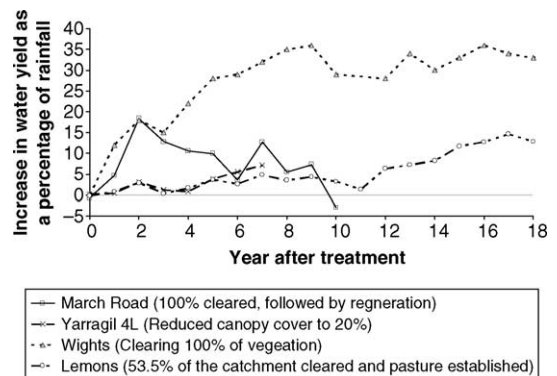 Increase in water yield as
a percentage of rainfall
40
35
30
25
20
15
10
5
0
−5
0 2 4 6 8 10 12 14 16 18
Year after treatment
March Road (100% cleared, followed by regneration)
Yarragil 4L (Reduced canopy cover to 20%)
Wights (Clearing 100% of vegeation)
Lemons (53.5% of the catchment cleared and pasture established)